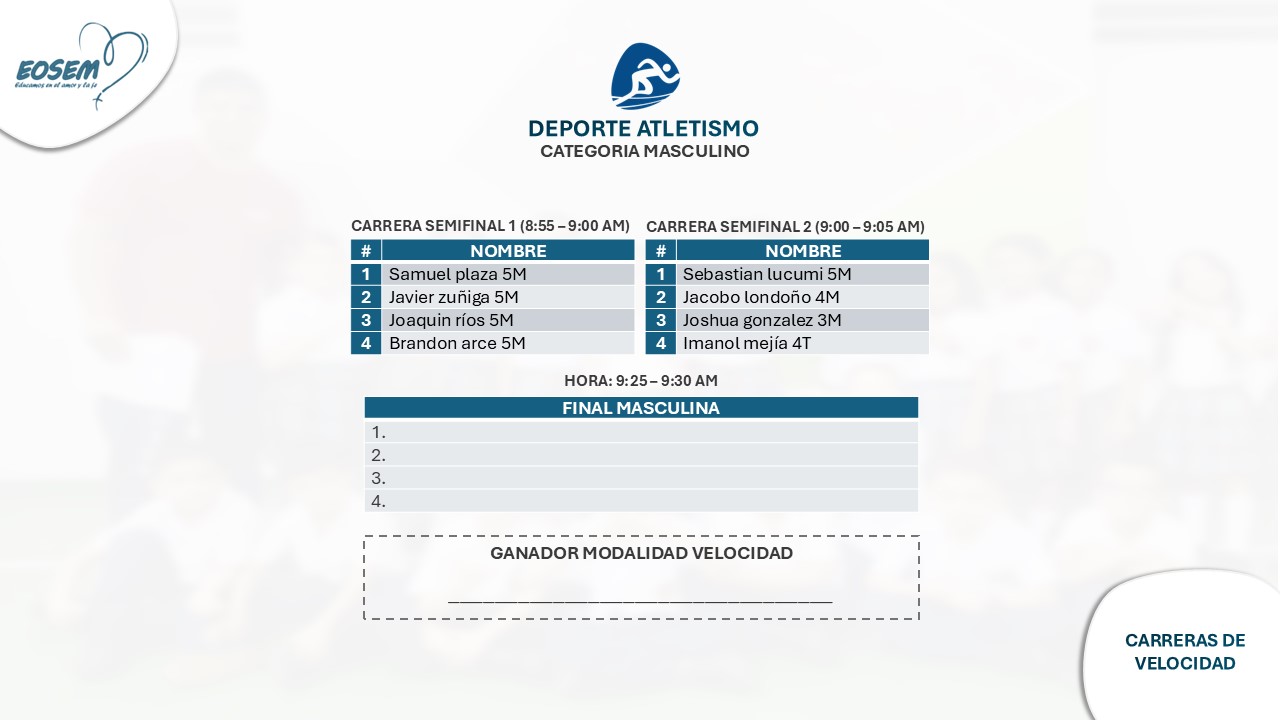 EOSEM
Educamos en el amor y la fe
DEPORTE ATLETISMO
CATEGORIA MASCULINO
CARRERA SEMIFINAL 1 (8:55 – 9:00 AM)
# NOMBRE
1 Samuel plaza 5M
2 Javier zuñiga 5M
3 Joaquin ríos 5M
4 Brandon arce 5M
CARRERA SEMIFINAL 2 (9:00 – 9:05 AM)
# NOMBRE
1 Sebastian lucumi 5M
2 Jacobo londoño 4M
3 Joshua gonzalez 3M
4 Imanol mejía 4T
HORA: 9:25 – 9:30 AM
FINAL MASCULINA
1.
2.
3.
4.
GANADOR MODALIDAD VELOCIDAD
CARRERAS DE
VELOCIDAD